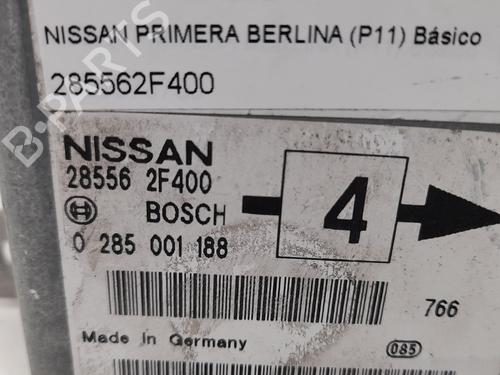 NISSAN PRIMERA BERLINA (P11) Básico
285562F400
NISSAN
28556 2F400
BOSCH
0 285 001 188
4
766
Made In Germany
085
B-PARTS